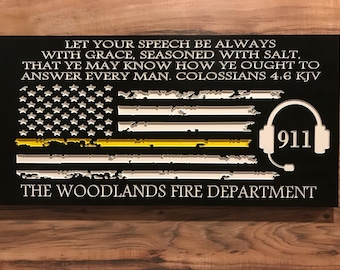 LET YOUR SPEECH BE ALWAYS
WITH GRACE, SEASONED WITH SALT,
THAT YE MAY KNOW HOW YE OUGHT TO
ANSWER EVERY MAN. COLOSSIANS 4:6 KJV
911
THE WOODLANDS FIRE DEPARTMENT